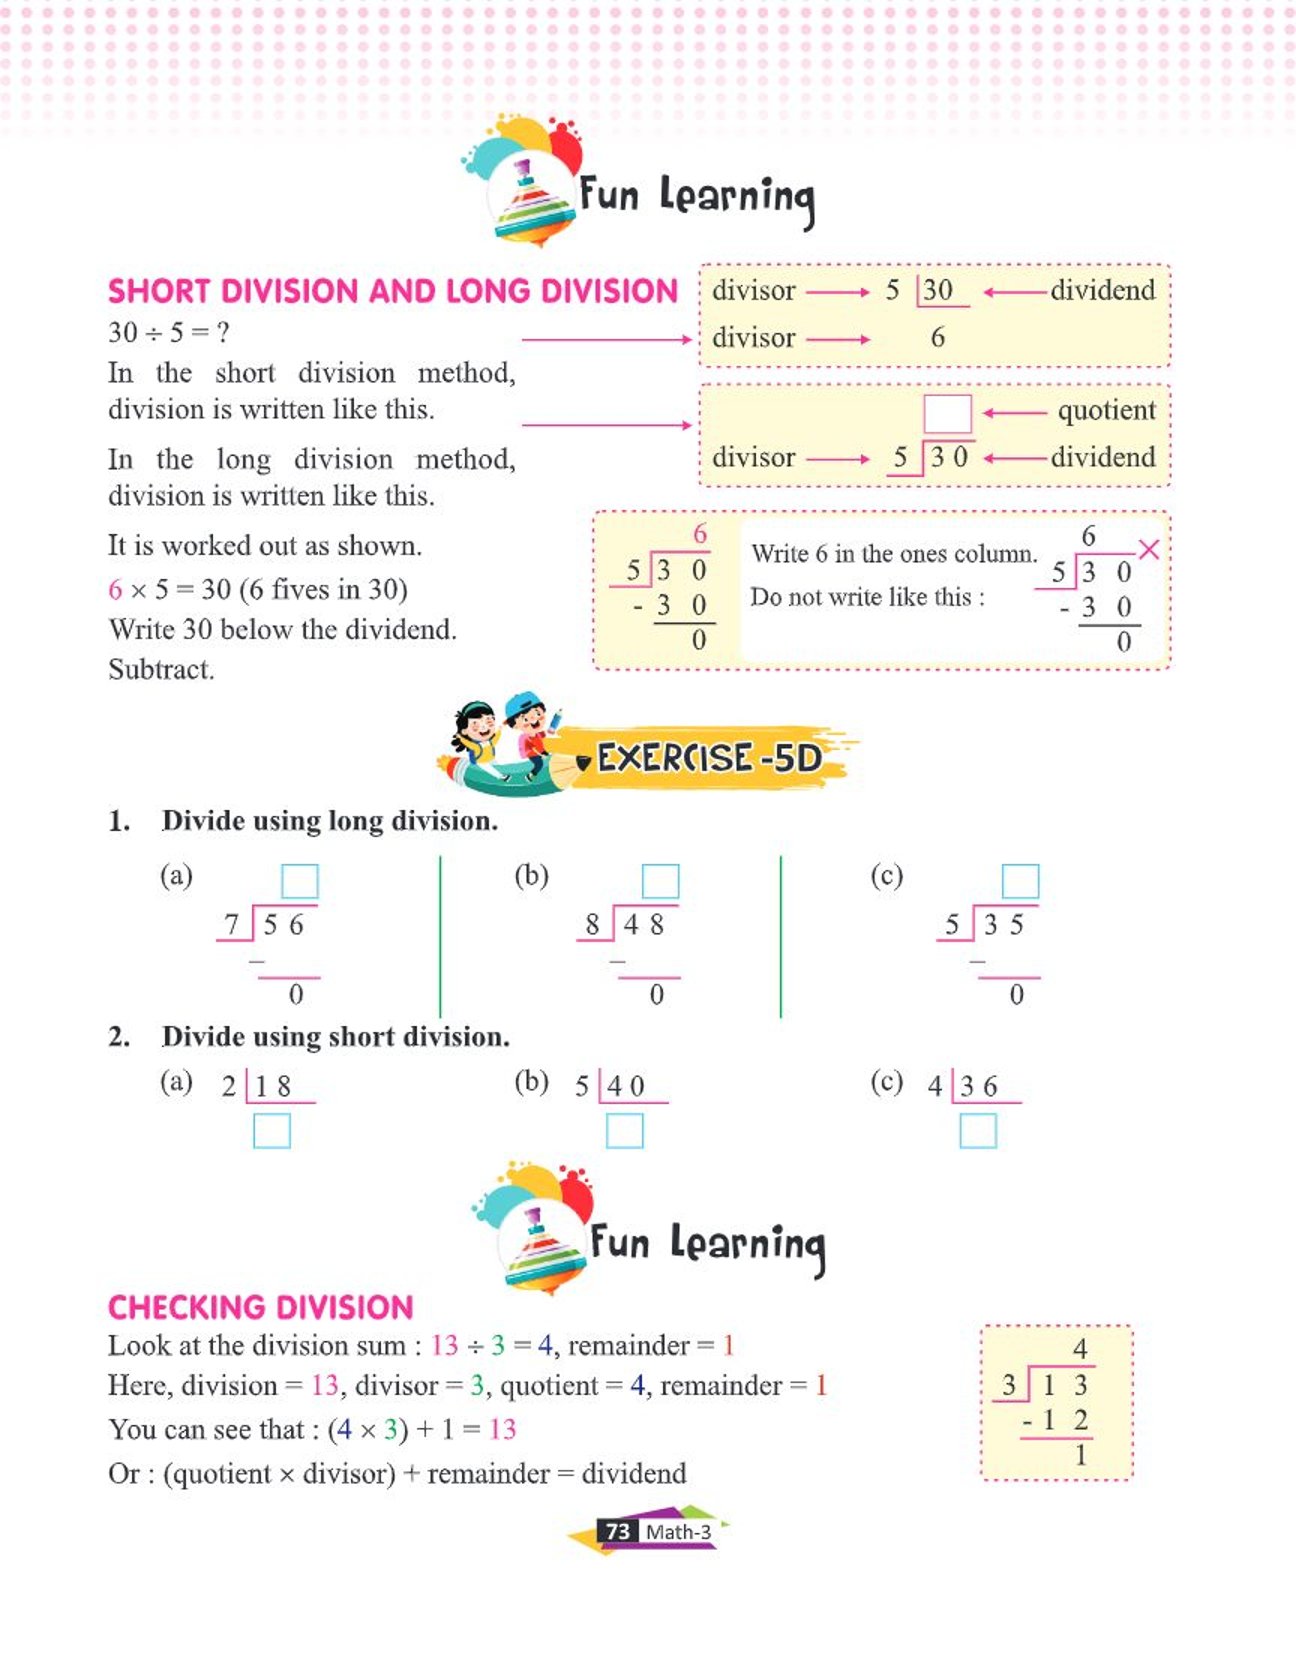 Fun Learning
SHORT DIVISION AND LONG DIVISION
30 ÷ 5 = ?
In the short division method,
division is written like this.
In the long division method,
division is written like this.
divisor 5 30 dividend
divisor 6
quotient
divisor 5 3 0 dividend
It is worked out as shown.
6 × 5 = 30 (6 fives in 30)
Write 30 below the dividend.
Subtract.
6
5 3 0
- 3 0
0
Write 6 in the ones column.
Do not write like this :
6 ×
5 3 0
- 3 0
0
EXERCISE -5D
1. Divide using long division.
(a)
7 5 6
–
0
(b)
8 4 8
–
0
(c)
5 3 5
–
0
2. Divide using short division.
(a) 2 1 8
(b) 5 4 0
(c) 4 3 6
Fun Learning
CHECKING DIVISION
Look at the division sum : 13 ÷ 3 = 4, remainder = 1
Here, division = 13, divisor = 3, quotient = 4, remainder = 1
You can see that : (4 × 3) + 1 = 13
Or : (quotient × divisor) + remainder = dividend
4
3 1 3
- 1 2
1
73 Math-3